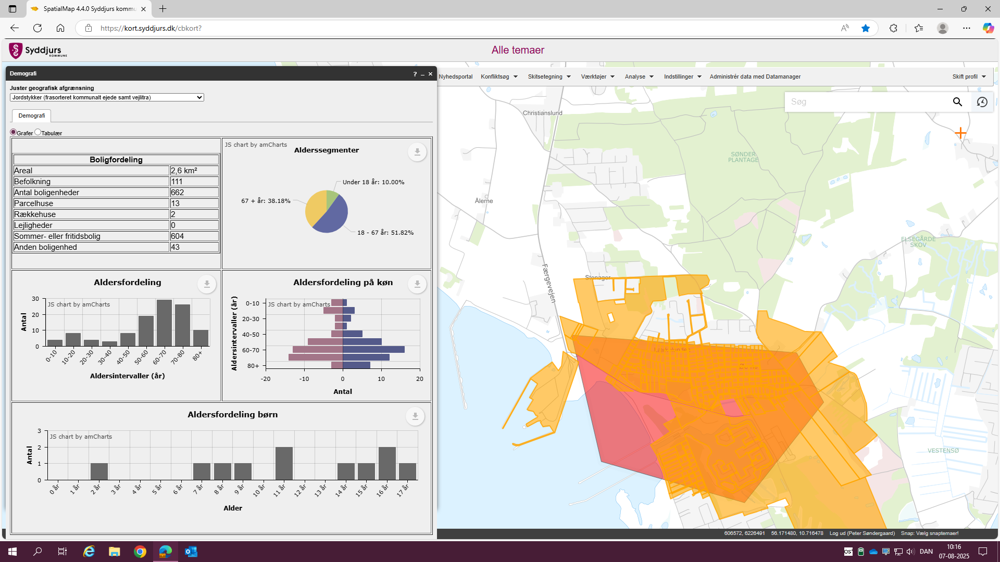 SpatialMap 4.4.0 Syddjurs kommu
https://kort.syddjurs.dk/cbkort?
Syddjurs
KOMMUNE
Alle temaer
Demografi
? _ ×
Nyhedsportal
Konfliktsøg
Skitsetegning
Værktøjer
Analyse
Indstillinger
Administrér data med Datamanager
Skift profil
Juster geografisk afgrænsning
Jordstykker (frasorteret kommunalt ejede samt vejlitra)
Søg
Demografi
Grafer
Tabulær
Boligfordeling
Areal 2,6 km²
Befolkning 111
Antal boligenheder 662
Parcelhuse 13
Rækkehuse 2
Lejligheder 0
Sommer- eller fritidsbolig 604
Anden boligenhed 43
JS chart by amCharts
Alderssegmenter
Under 18 år: 10.00%
67 + år: 38.18%
18 - 67 år: 51.82%
Aldersfordeling
JS chart by amCharts
Antal
30
20
10
0
0-10 10-20 20-30 30-40 40-50 50-60 60-70 70-80 80+
Aldersintervaller (år)
Aldersfordeling på køn
JS chart by amCharts
Aldersintervaller (år)
0-10
20-30
40-50
60-70
80+
-20 -10 0 10 20
Antal
Aldersfordeling børn
JS chart by amCharts
Antal
3
2
1
0
0 år 1 år 2 år 3 år 4 år 5 år 6 år 7 år 8 år 9 år 10 år 11 år 12 år 13 år 14 år 15 år 16 år 17 år
Alder
Christianslund
SØNDER
PLANTAGE
Ålerne
ELSEGÅRDE
SKOV
Færgevejen
Stenager
VESTENSØ
606572, 6226491
56.171480, 10.716478
Log ud (Peter Søndergaard)
Snap: Vælg snaptemaer!
DAN
10:16
07-08-2025